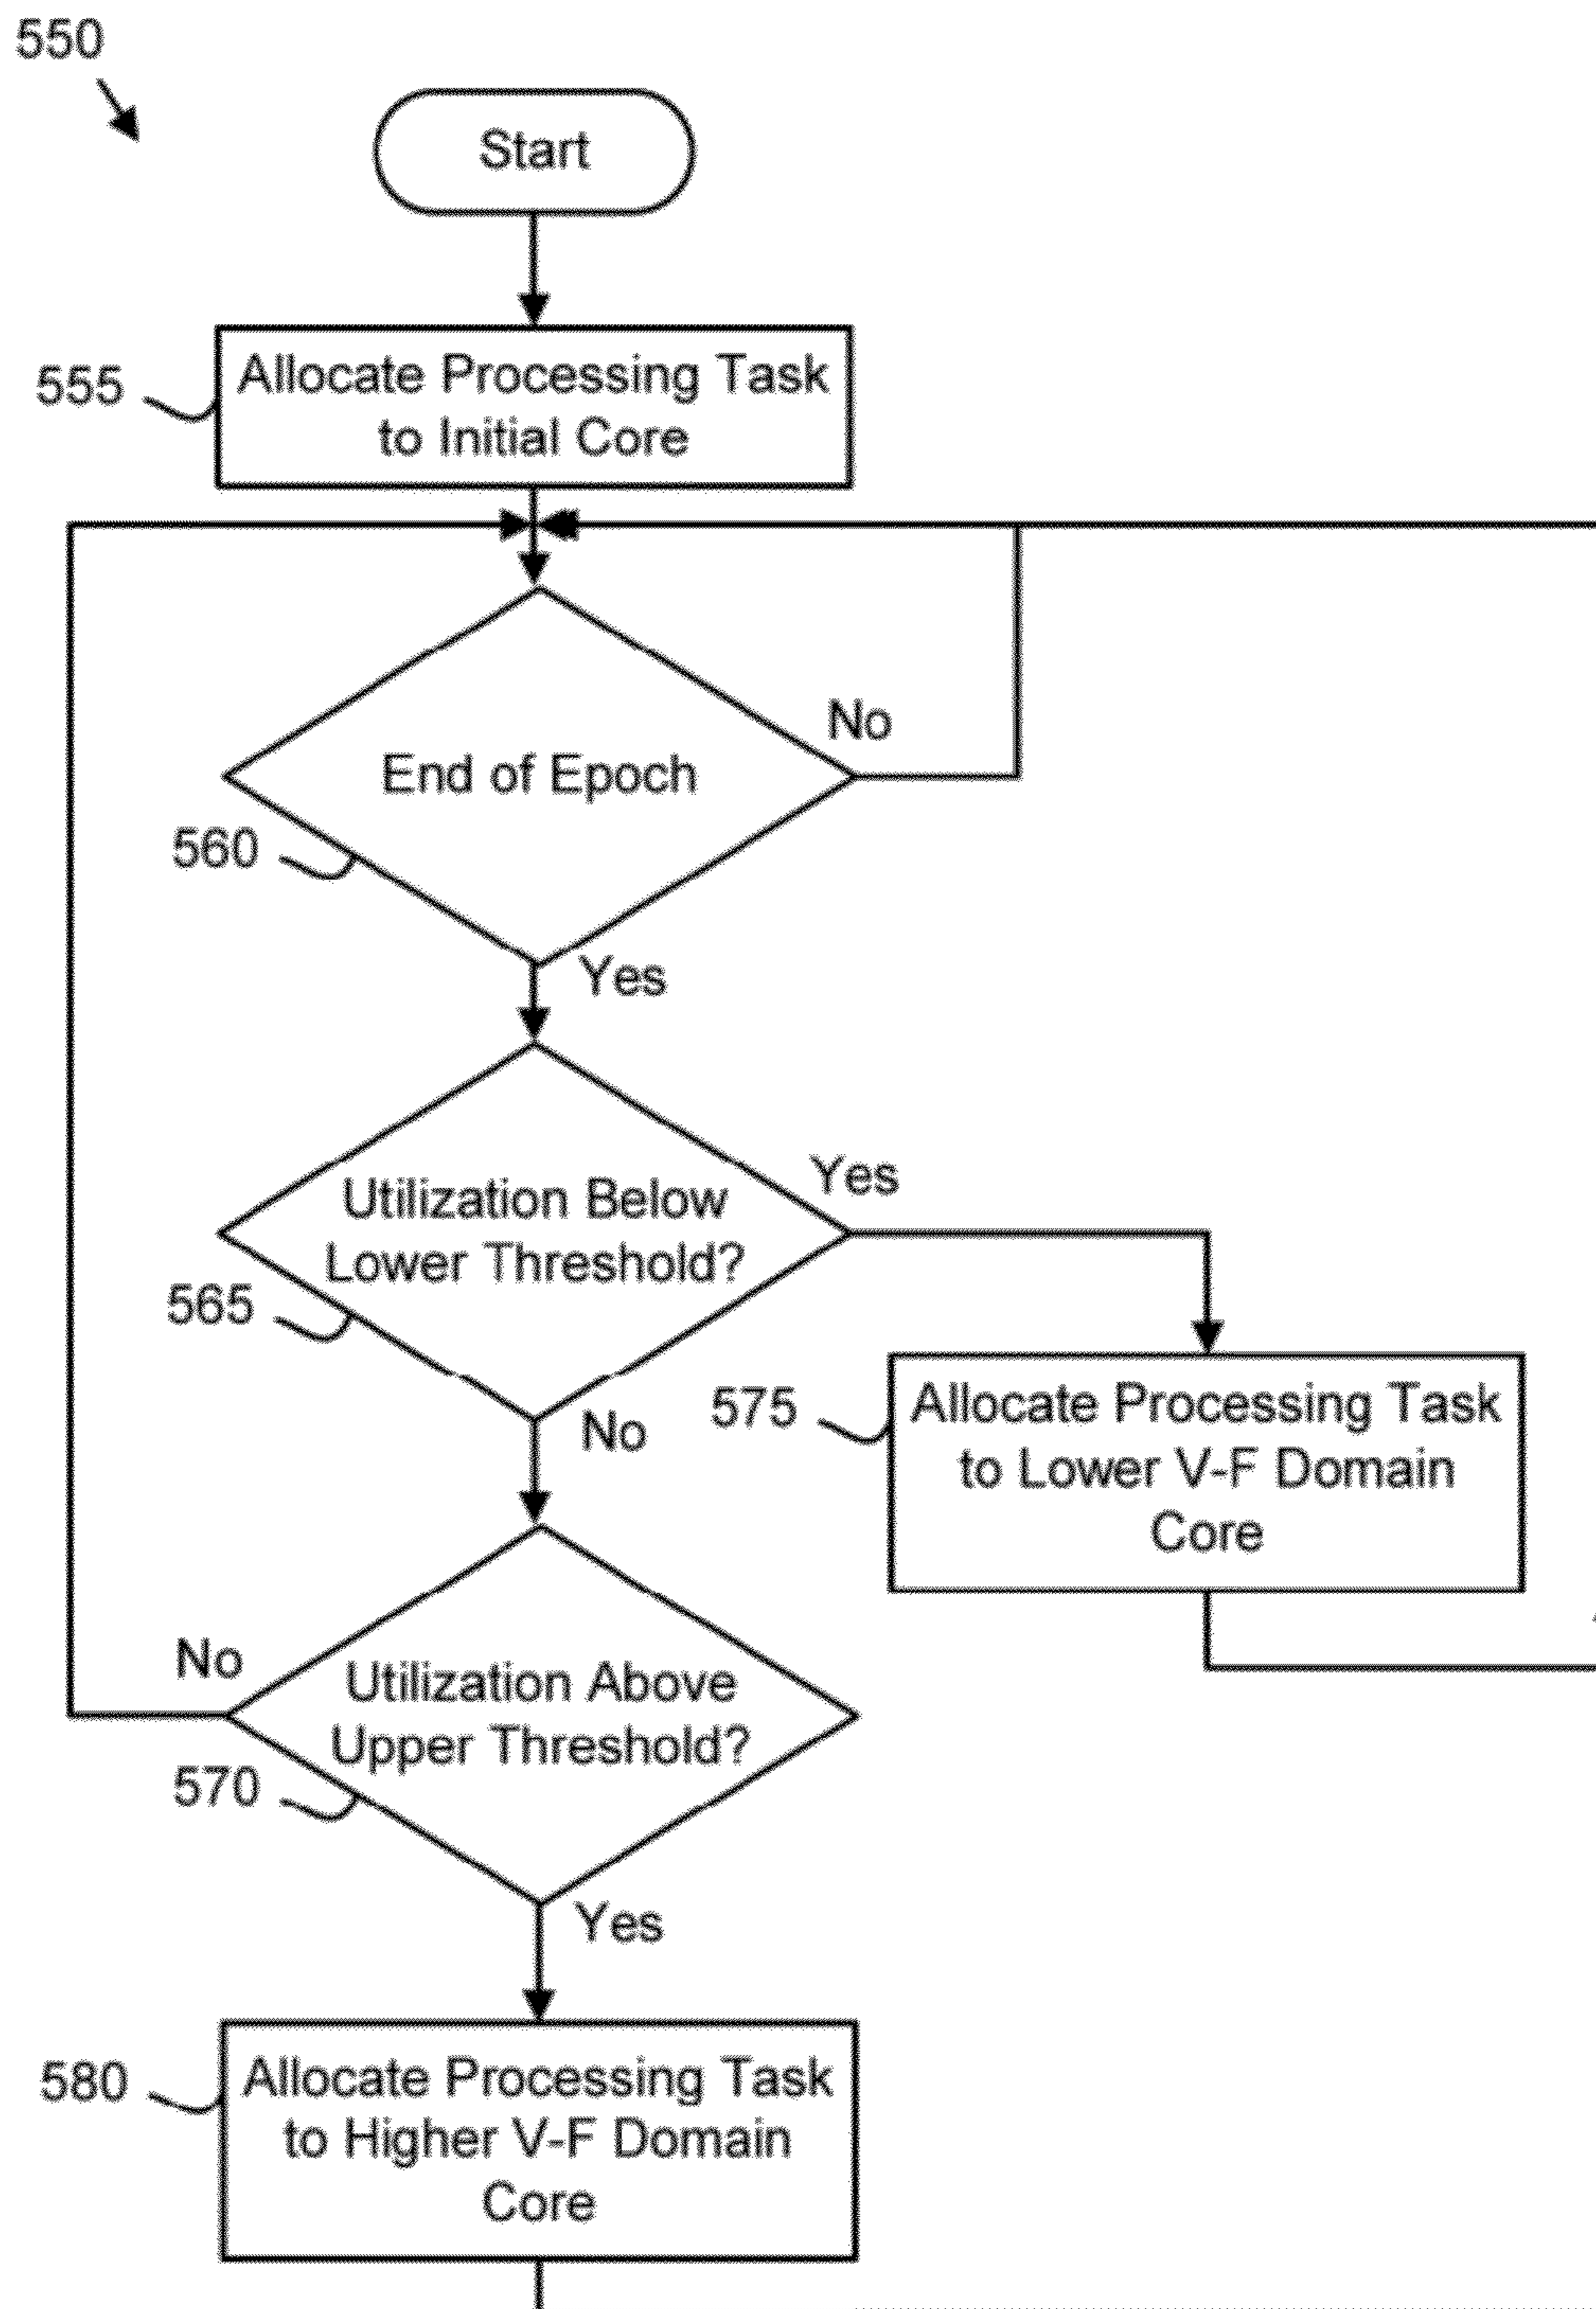 550
Start
555
Allocate Processing Task
to Initial Core
No
End of Epoch
560
Yes
Yes
Utilization Below
Lower Threshold?
565
No
575
Allocate Processing Task
to Lower V-F Domain
Core
No
Utilization Above
Upper Threshold?
570
Yes
580
Allocate Processing Task
to Higher V-F Domain
Core